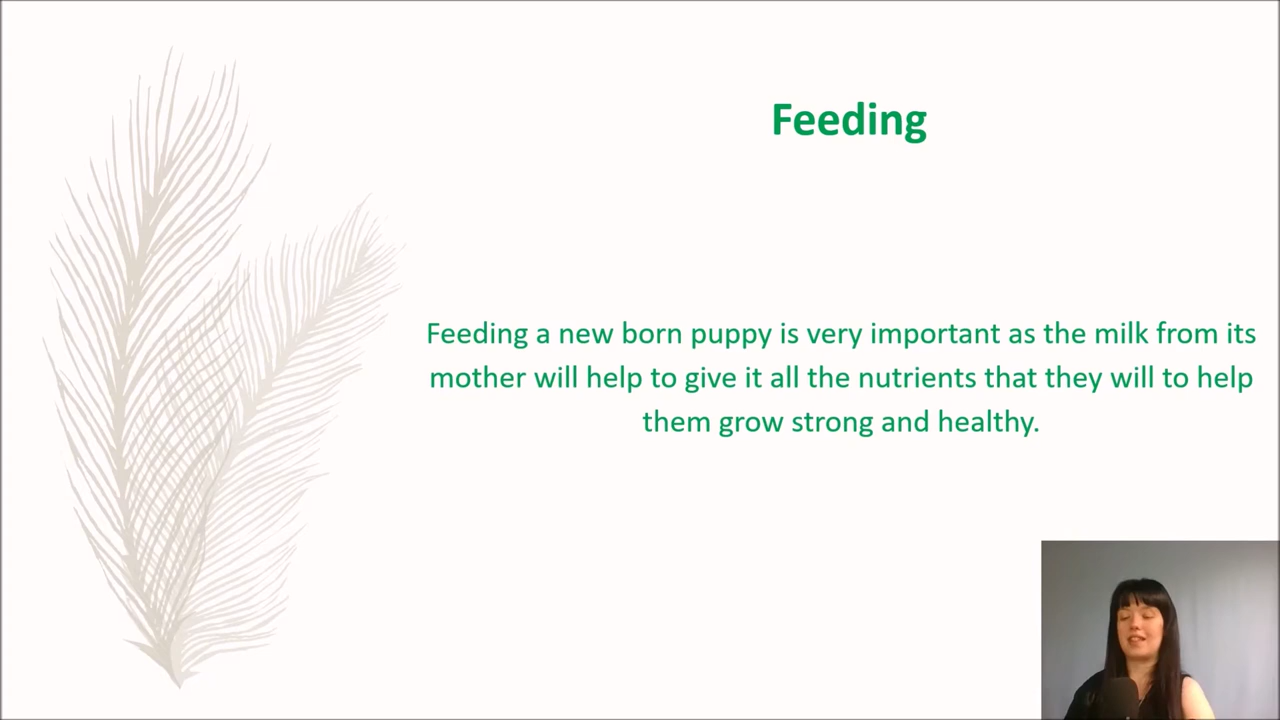 Feeding
Feeding a new born puppy is very important as the milk from its
mother will help to give it all the nutrients that they will to help
them grow strong and healthy.